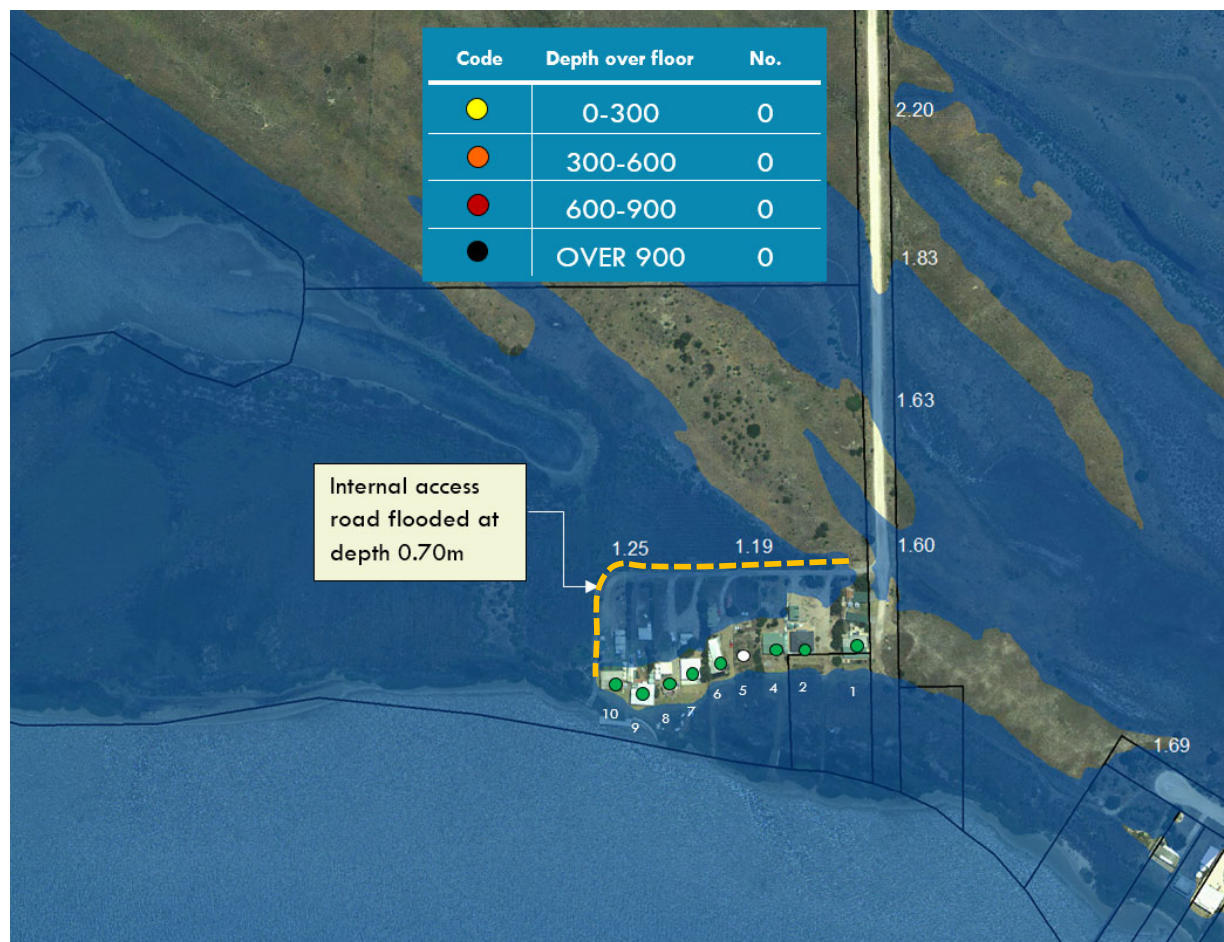 Code Depth over floor No.
0-300 0
300-600 0
600-900 0
OVER 900 0
2.20
1.83
1.63
Internal access
road flooded at
depth 0.70m
1.25 1.19 1.60
10 9 8 7 6 5 4 2 1
1.69